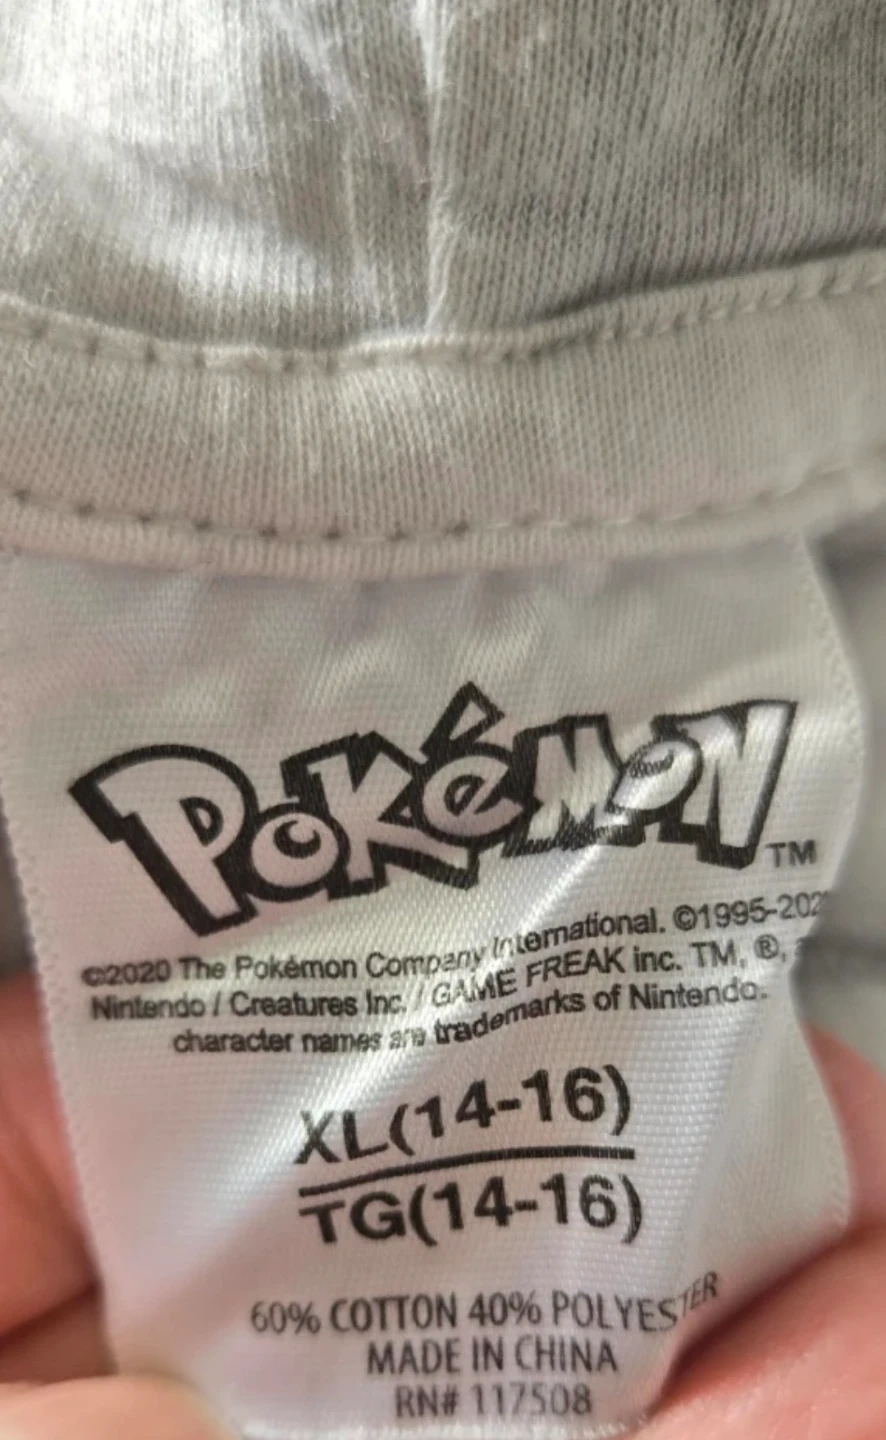 POKéMON TM
©2020 The Pokémon Company International. ©1995-202
Nintendo / Creatures Inc. / GAME FREAK inc. TM, ®,
character names are trademarks of Nintendo.
XL(14-16)
TG(14-16)
60% COTTON 40% POLYESTER
MADE IN CHINA
RN# 117508